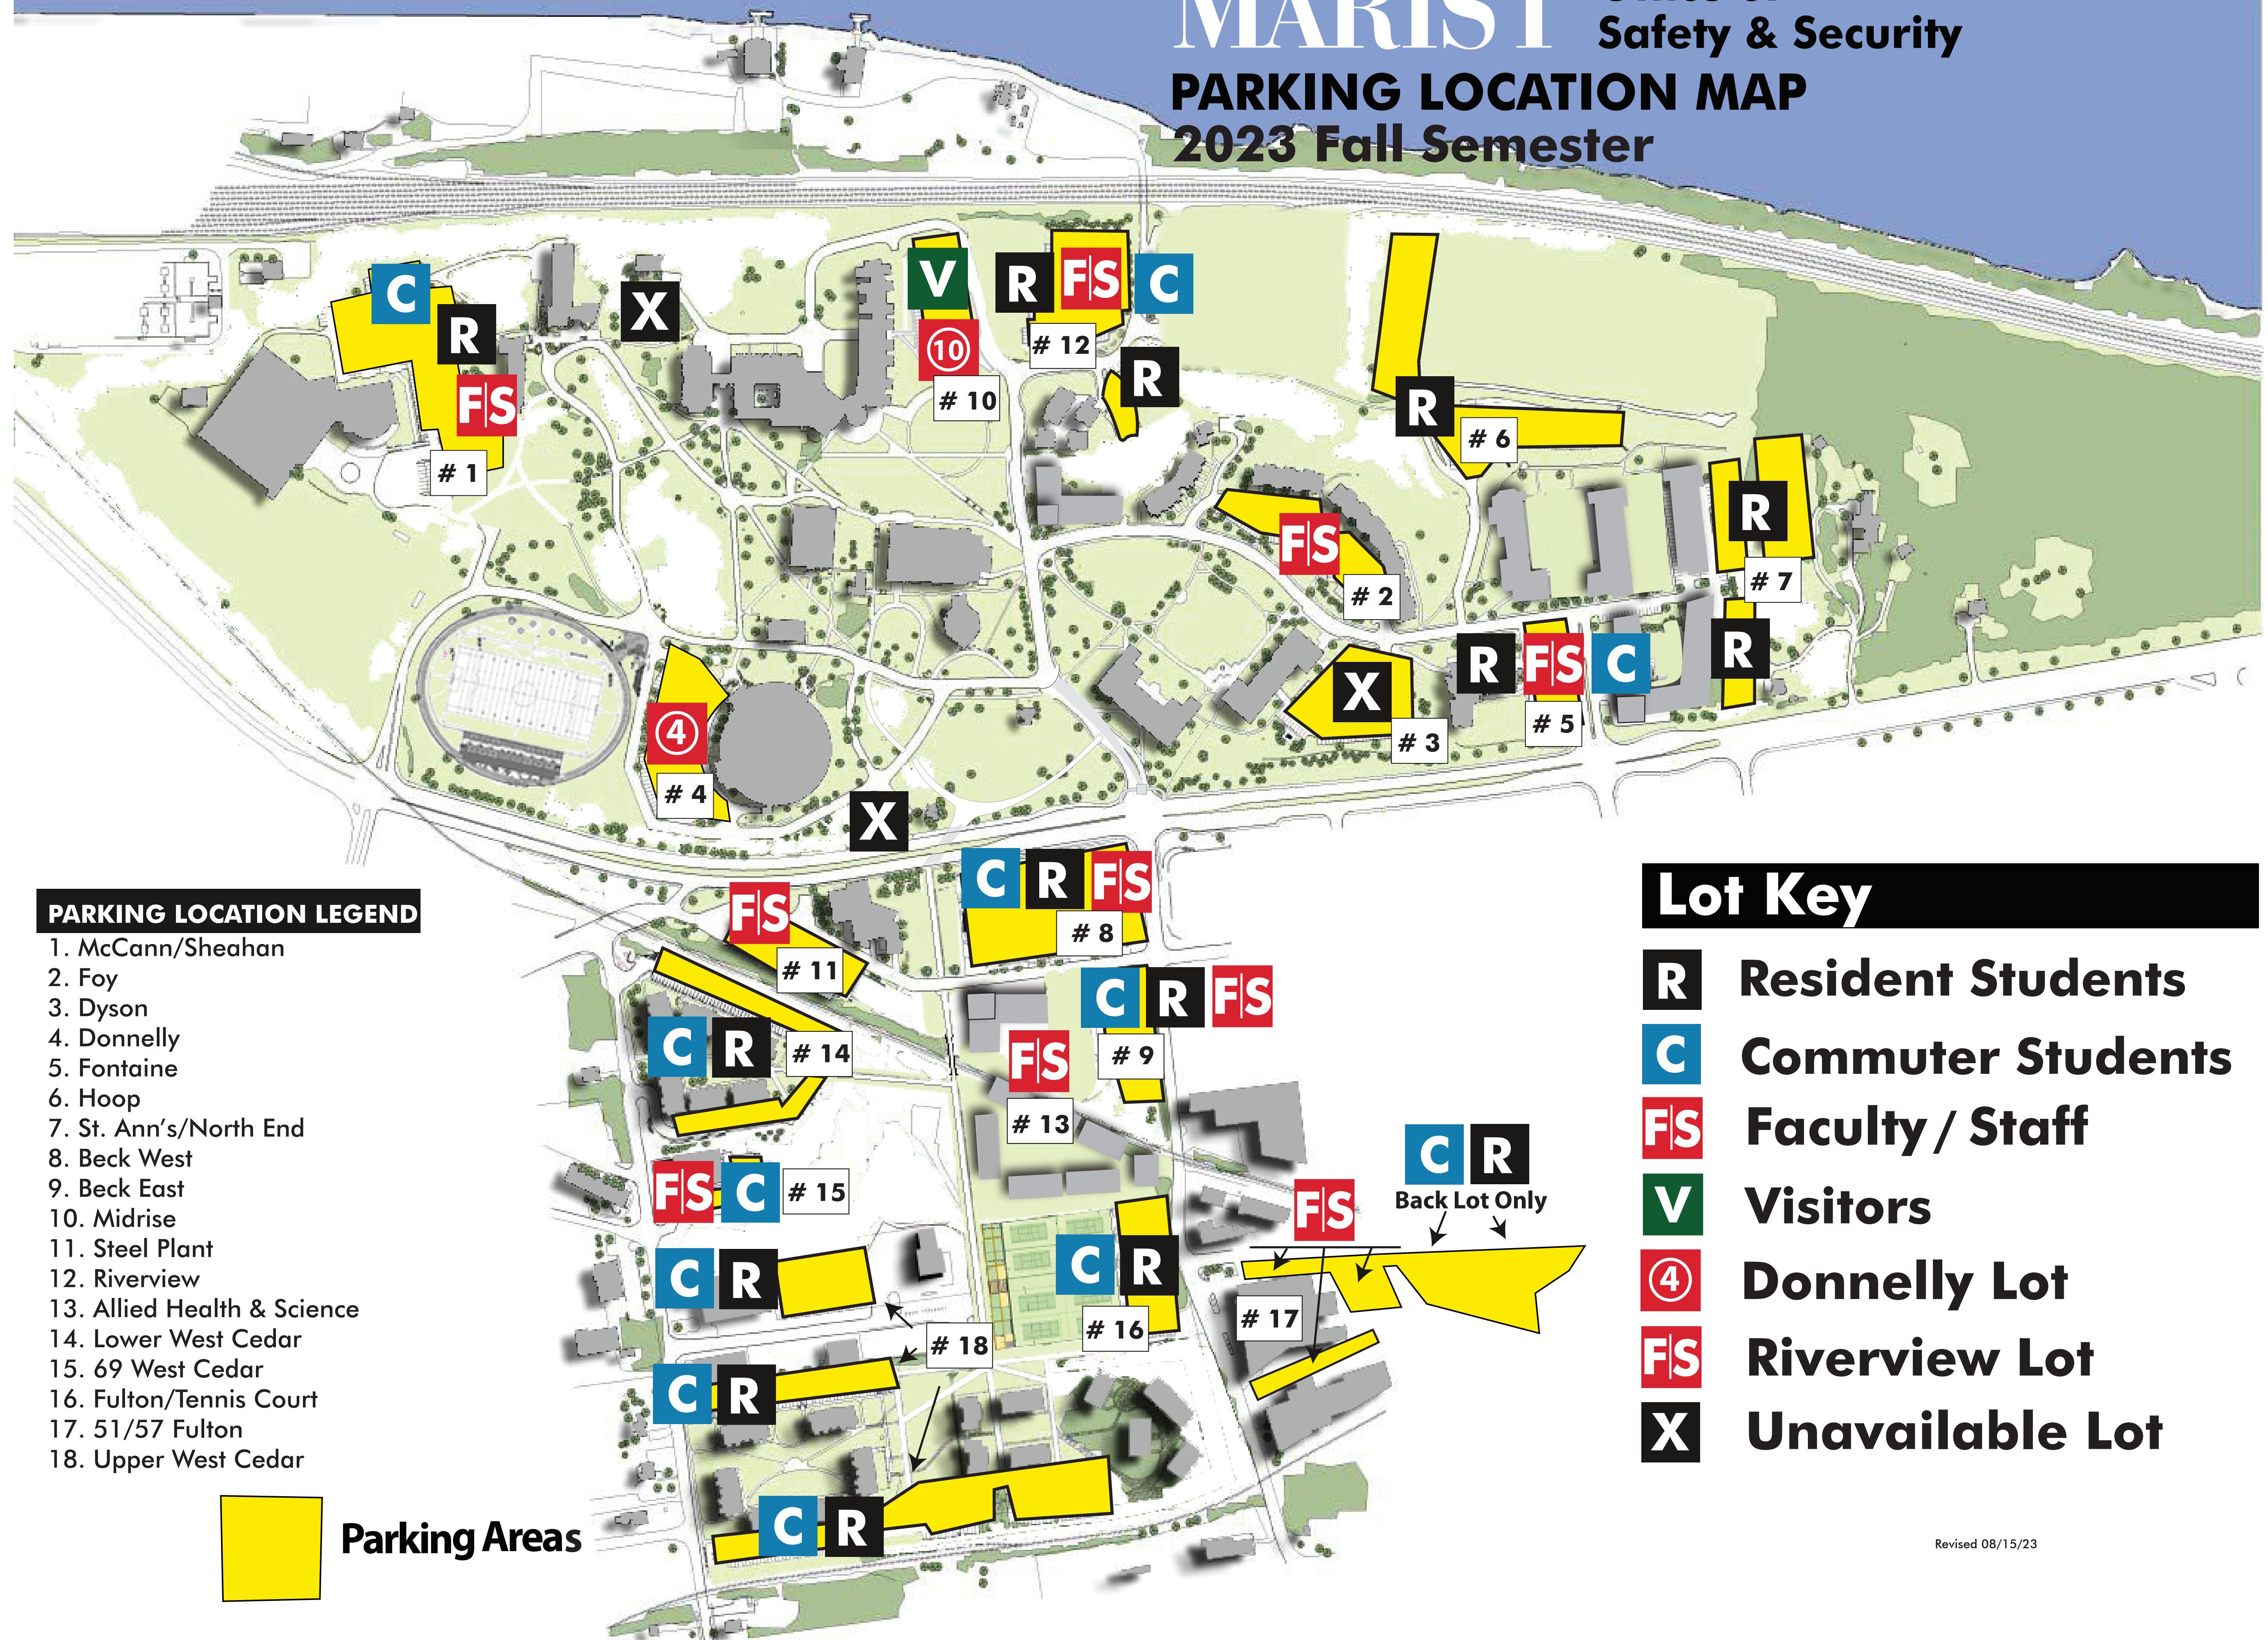 MARIST
Safety & Security
PARKING LOCATION MAP
2023 Fall Semester
C
R
F|S
# 1
X
V
10
# 10
R
F|S
C
# 12
R
R
# 6
R
# 7
R
F|S
# 2
X
# 3
R
F|S
C
# 5
4
# 4
X
C
R
F|S
# 8
F|S
# 11
C
R
F|S
# 9
F|S
# 13
C
R
# 14
F|S
C
# 15
C
R
C
R
# 16
C
R
Back Lot Only
F|S
# 17
# 18
C
R
C
R
PARKING LOCATION LEGEND
1. McCann/Sheahan
2. Foy
3. Dyson
4. Donnelly
5. Fontaine
6. Hoop
7. St. Ann's/North End
8. Beck West
9. Beck East
10. Midrise
11. Steel Plant
12. Riverview
13. Allied Health & Science
14. Lower West Cedar
15. 69 West Cedar
16. Fulton/Tennis Court
17. 51/57 Fulton
18. Upper West Cedar
Parking Areas
Lot Key
R Resident Students
C Commuter Students
F|S Faculty / Staff
V Visitors
4 Donnelly Lot
F|S Riverview Lot
X Unavailable Lot
Revised 08/15/23